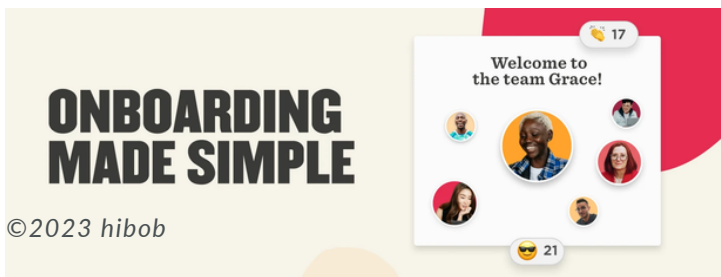 ONBOARDING
MADE SIMPLE
©2023 hibob
👏 17
Welcome to
the team Grace!
😎 21